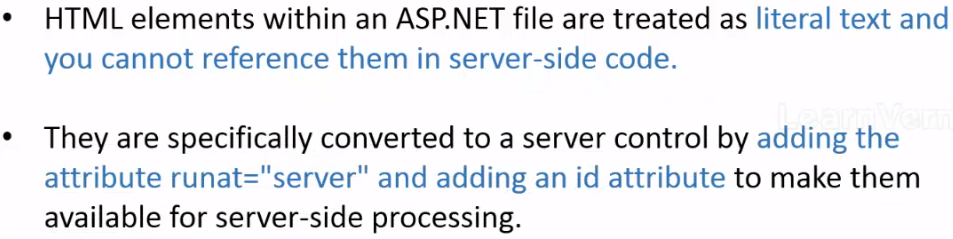 • HTML elements within an ASP.NET file are treated as literal text and
you cannot reference them in server-side code.
LearnVern
• They are specifically converted to a server control by adding the
attribute runat="server" and adding an id attribute to make them
available for server-side processing.